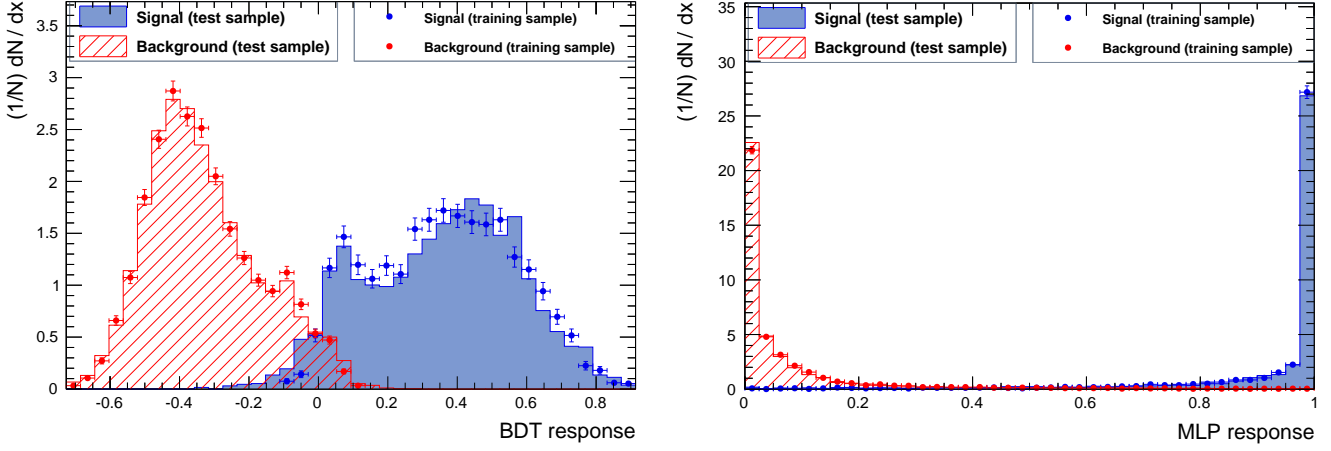 (1/N) dN / dx
Signal (test sample)
Background (test sample)
Signal (training sample)
Background (training sample)
3.5
3
2.5
2
1.5
1
0.5
0
-0.6 -0.4 -0.2 0 0.2 0.4 0.6 0.8
BDT response
(1/N) dN / dx
Signal (test sample)
Background (test sample)
Signal (training sample)
Background (training sample)
35
30
25
20
15
10
5
0
0 0.2 0.4 0.6 0.8 1
MLP response